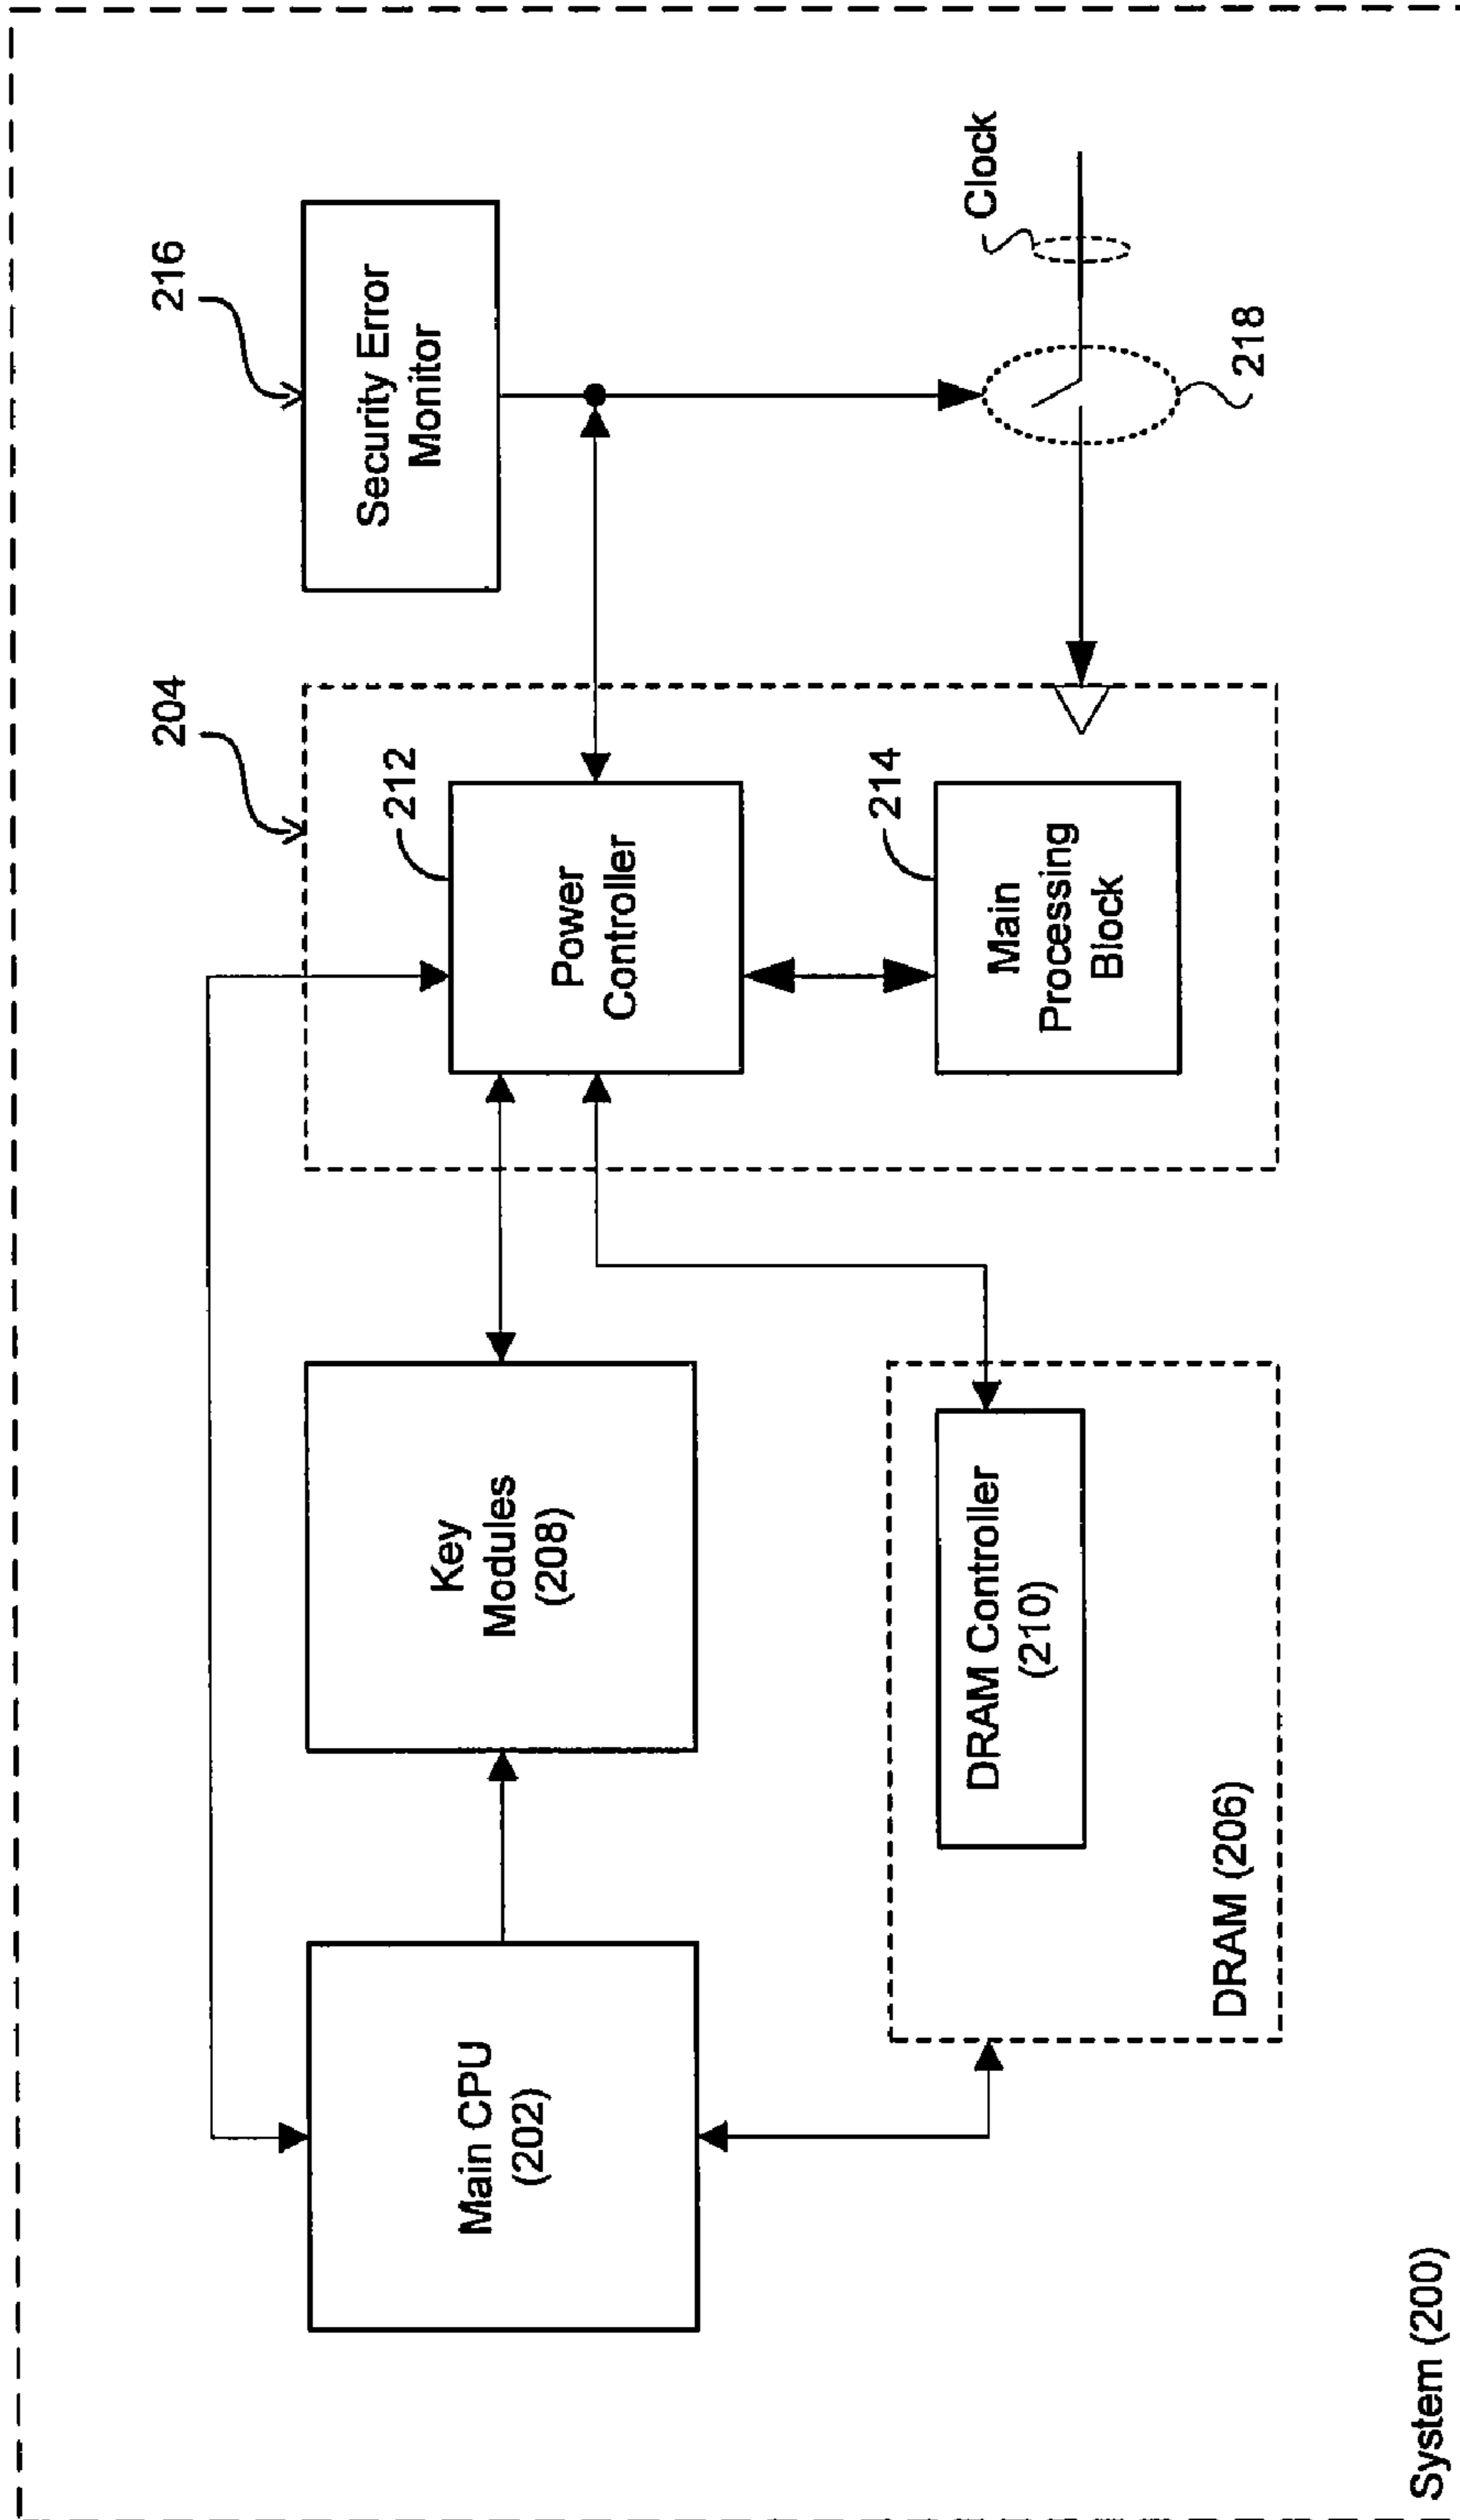 204
216
Main CPU
(202)
Key
Modules
(208)
212
Power
Controller
Security Error
Monitor
DRAM Controller
(210)
DRAM (206)
214
Main
Processing
Block
Clock
218
System (200)